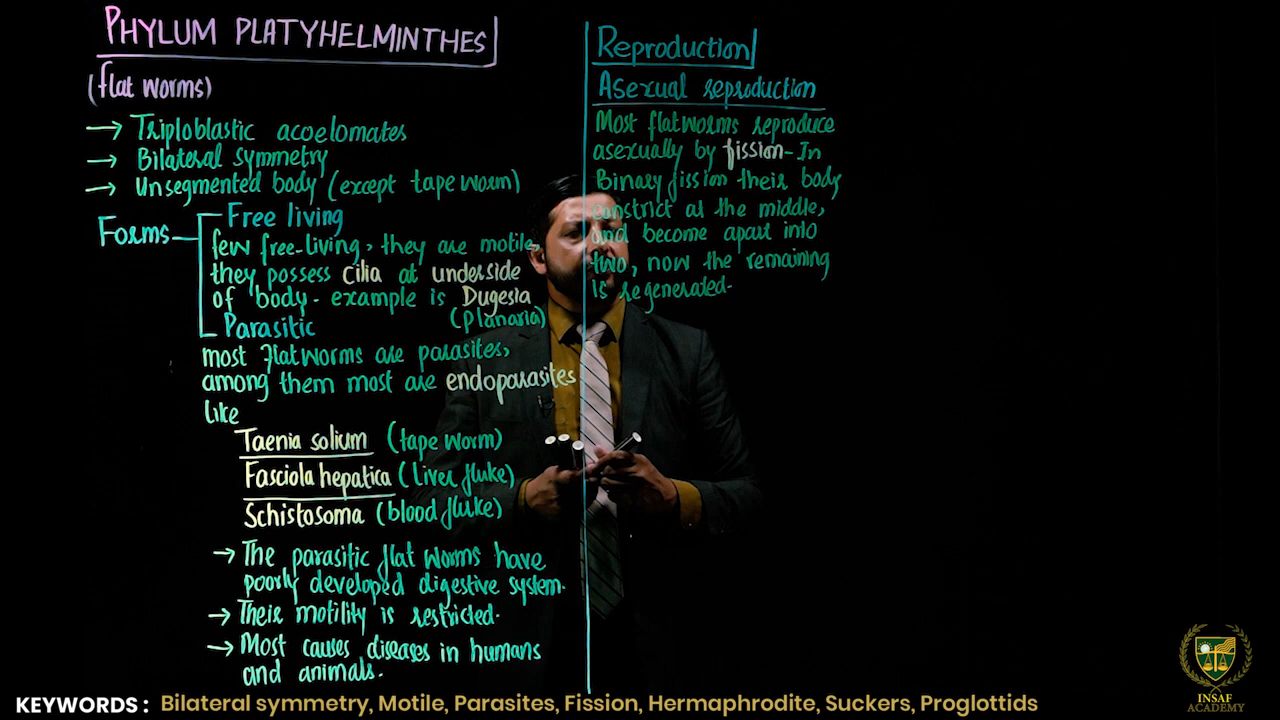 PHYLUM PLATYHELMINTHES
(flat worms)
→ Triploblastic acoelomates
→ Bilateral symmetry
→ Unsegmented body (except tape worm)
Forms
Free living
few free-living, they are motile,
they possess cilia at underside
of body. example is Dugesia
(Planaria)
Parasitic
most flatworms are parasites,
among them most are endoparasites
like
Taenia solium (tape worm)
Fasciola hepatica (liver fluke)
Schistosoma (blood fluke)
→ The parasitic flat worms have
poorly developed digestive system.
→ Their motility is restricted.
→ Most causes diseases in humans
and animals.
Reproduction
Asexual reproduction
Most flatworms reproduce
asexually by fission- In
Binary fission their body
constrict at the middle,
and become apart into
two, now the remaining
is regenerated-
KEYWORDS : Bilateral symmetry, Motile, Parasites, Fission, Hermaphrodite, Suckers, Proglottids
INSAF
ACADEMY